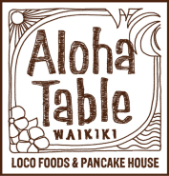 Aloha
Table
WAIKIKI
LOCO FOODS & PANCAKE HOUSE